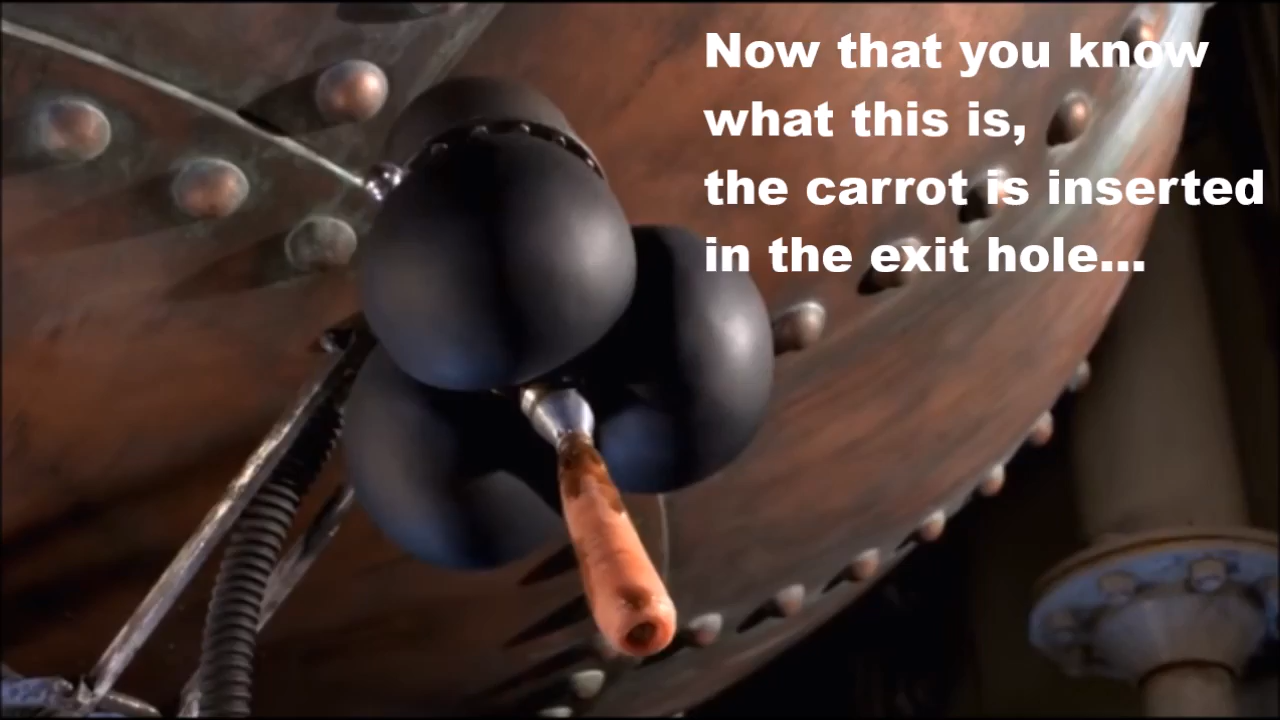 Now that you know
what this is,
the carrot is inserted
in the exit hole...